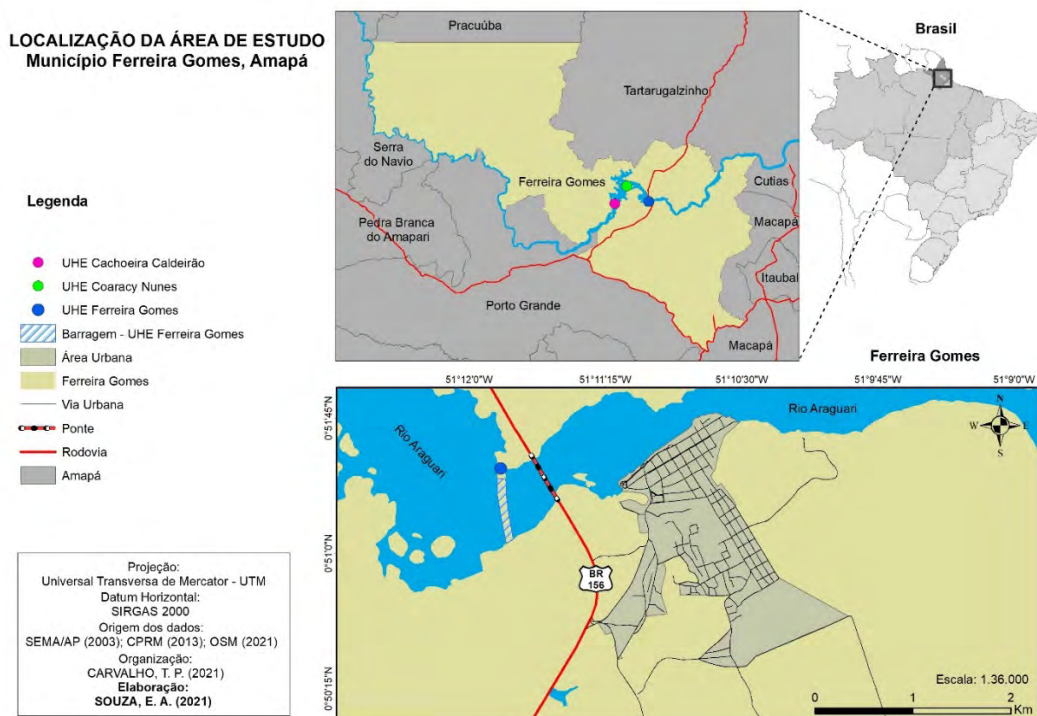 LOCALIZAÇÃO DA ÁREA DE ESTUDO
Município Ferreira Gomes, Amapá
Legenda
UHE Cachoeira Caldeirão
UHE Coaracy Nunes
UHE Ferreira Gomes
Barragem - UHE Ferreira Gomes
Área Urbana
Ferreira Gomes
Via Urbana
Ponte
Rodovia
Amapá
Projeção:
Universal Transversa de Mercator - UTM
Datum Horizontal:
SIRGAS 2000
Origem dos dados:
SEMA/AP (2003); CPRM (2013); OSM (2021)
Organização:
CARVALHO, T. P. (2021)
Elaboração:
SOUZA, E. A. (2021)
Pracuúba
Tartarugalzinho
Serra
do Navio
Ferreira Gomes
Cutias
Pedra Branca
do Amapari
Macapá
Itaubal
Porto Grande
Macapá
Brasil
Ferreira Gomes
51°12'0"W
51°11'15"W
51°10'30"W
51°9'45"W
51°9'0"W
0°51'45"N
0°51'0"N
0°50'15"N
Rio Araguari
Rio Araguari
N
W
E
S
BR
156
Escala: 1.36.000
0
1
2
Km